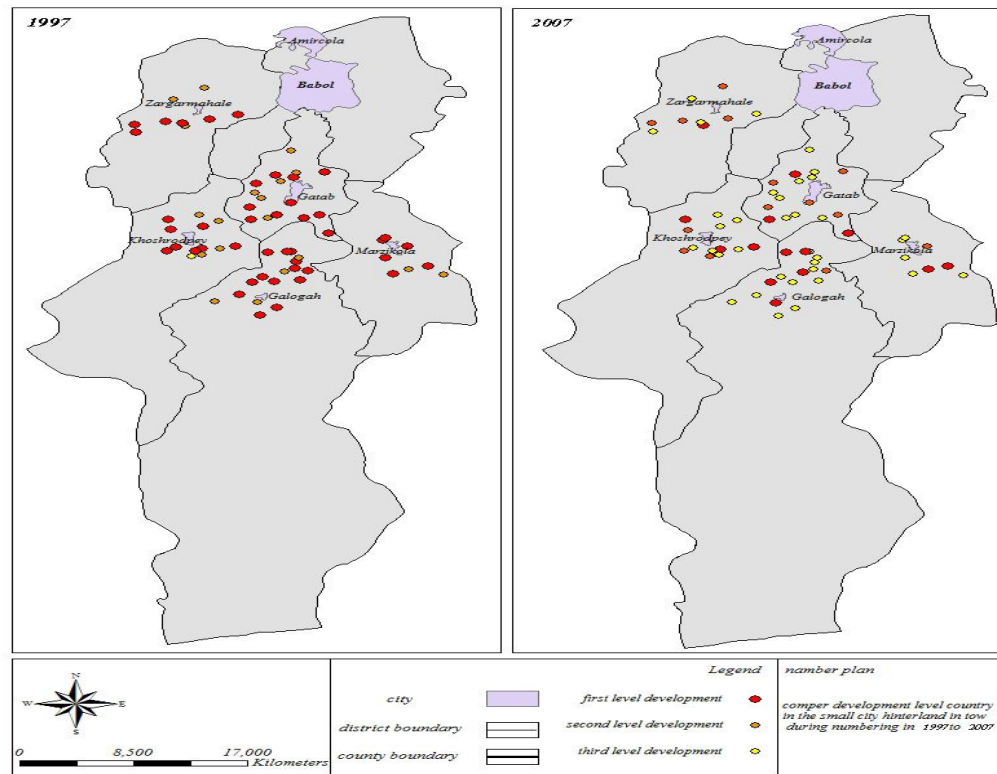 1997
Amircola
Babol
Zargarmahale
Gatab
Khoshrodpey
Marzikola
Galogah
2007
Amircola
Babol
Zargarmahale
Gatab
Khoshrodpey
Marzikola
Galogah
N
W E
S
0 8,500 17,000
Kilometers
city
district boundary
county boundary
Legend
first level development
second level development
third level development
namber plan
comper development level country
in the small city hinterland in tow
during numbering in 1997to 2007